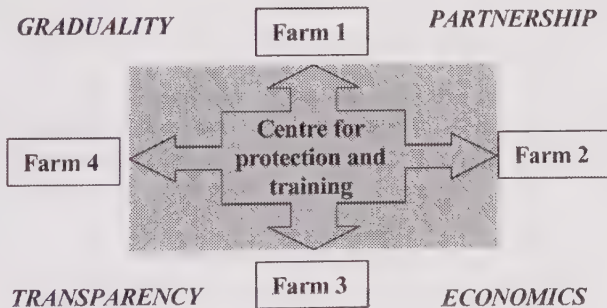 GRADUALITY
Farm 1
PARTNERSHIP
Centre for
protection and
training
Farm 4
Farm 2
TRANSPARENCY
Farm 3
ECONOMICS